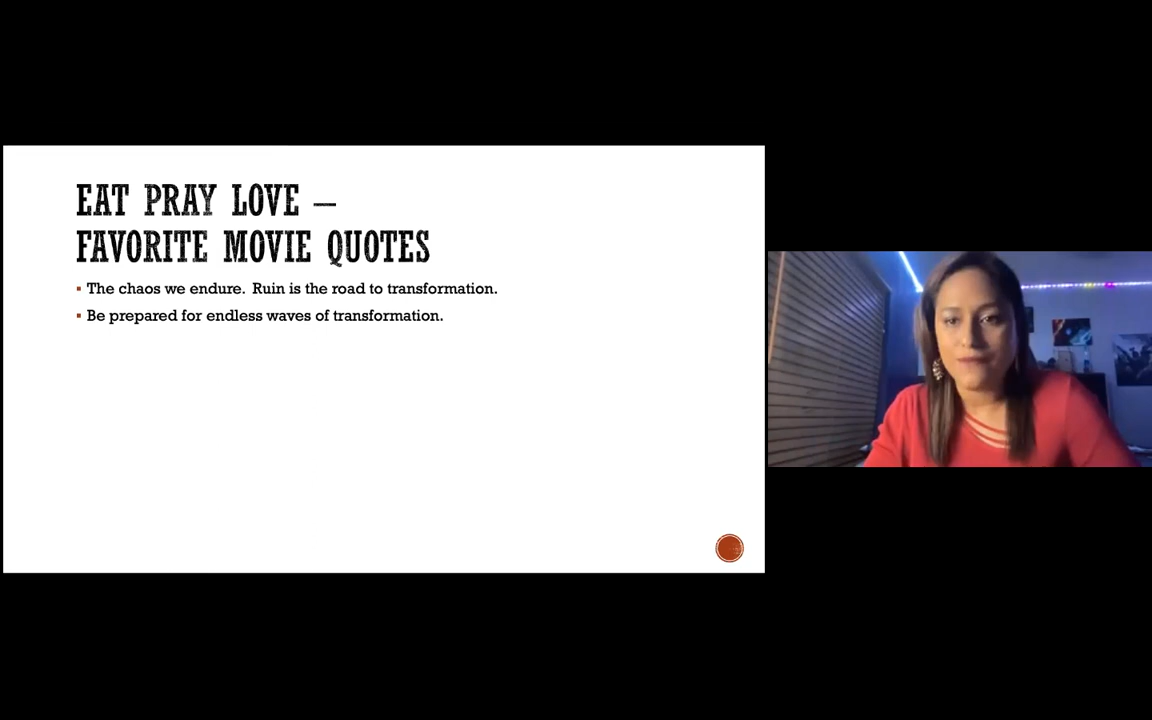 EAT PRAY LOVE –
FAVORITE MOVIE QUOTES
The chaos we endure. Ruin is the road to transformation.
Be prepared for endless waves of transformation.